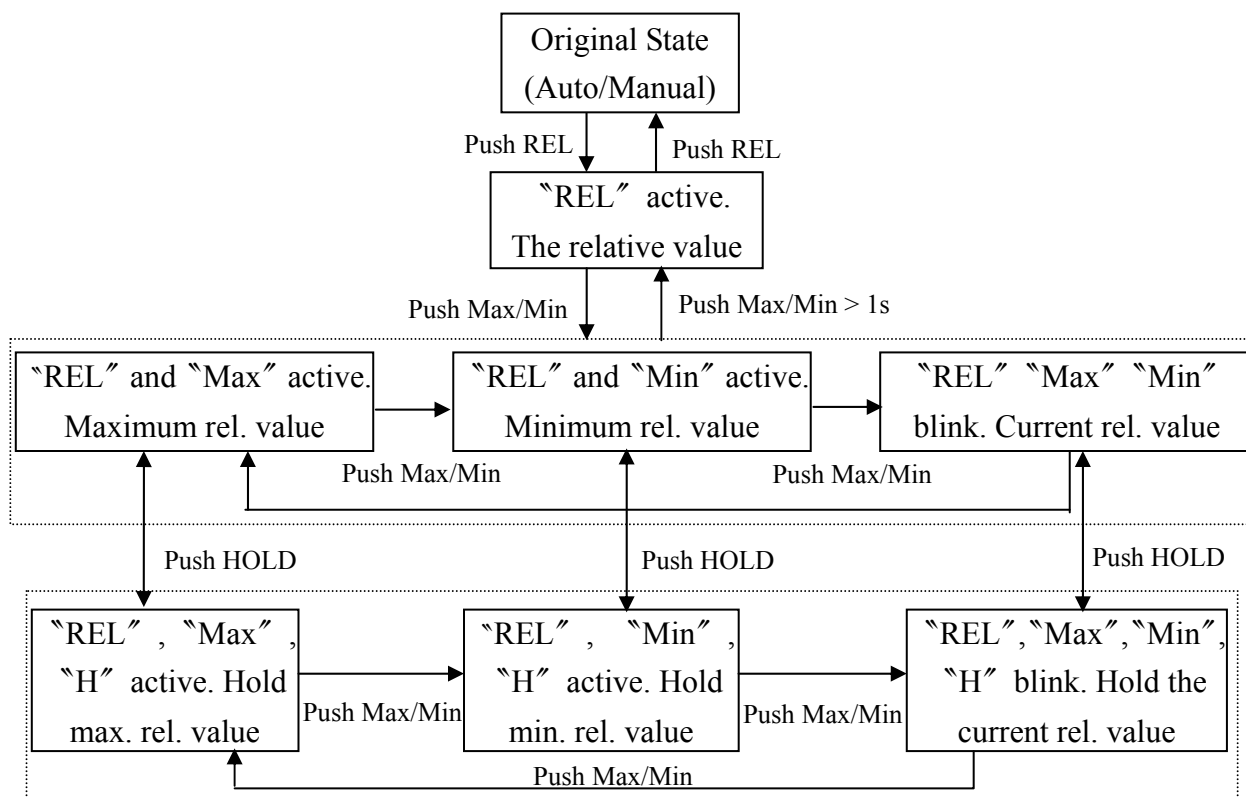 Original State
(Auto/Manual)
Push REL
Push REL
〝REL〞 active.
The relative value
Push Max/Min
Push Max/Min > 1s
〝REL〞 and 〝Max〞 active.
Maximum rel. value
〝REL〞 and 〝Min〞 active.
Minimum rel. value
〝REL〞 〝Max〞 〝Min〞
blink. Current rel. value
Push Max/Min
Push Max/Min
Push HOLD
Push HOLD
Push HOLD
〝REL〞 , 〝Max〞 ,
〝H〞 active. Hold
max. rel. value
Push Max/Min
〝REL〞 , 〝Min〞 ,
〝H〞 active. Hold
min. rel. value
Push Max/Min
〝REL〞,〝Max〞,〝Min〞,
〝H〞 blink. Hold the
current rel. value
Push Max/Min